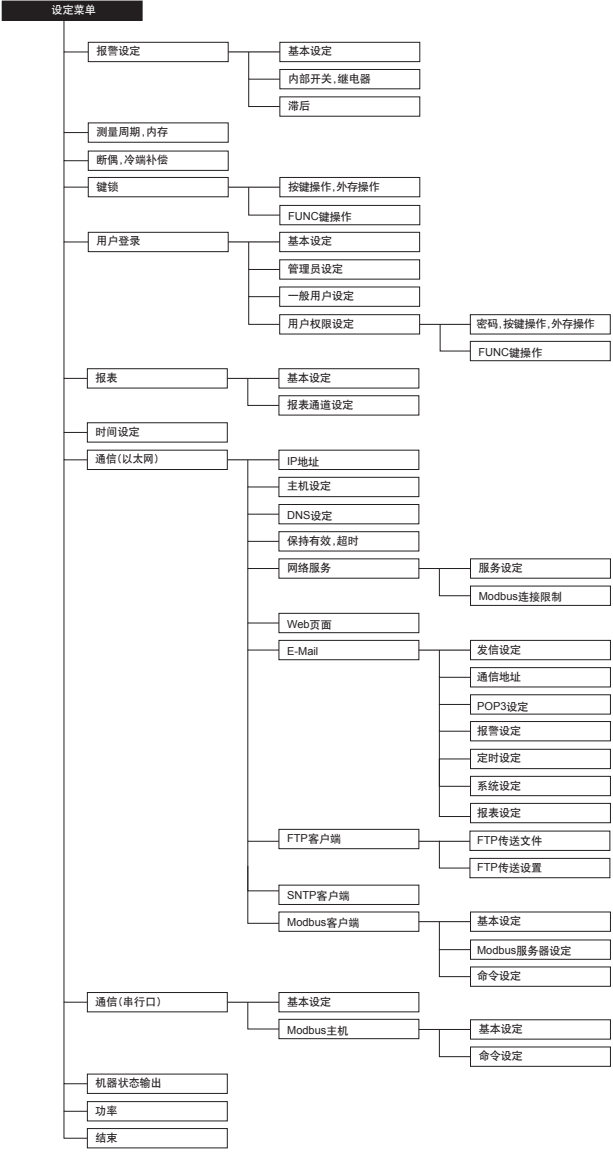 设定菜单
报警设定
基本设定
内部开关,继电器
滞后
测量周期,内存
断偶,冷端补偿
键锁
按键操作,外存操作
FUNC键操作
用户登录
基本设定
管理员设定
一般用户设定
用户权限设定
密码,按键操作,外存操作
FUNC键操作
报表
基本设定
报表通道设定
时间设定
通信(以太网)
IP地址
主机设定
DNS设定
保持有效,超时
网络服务
服务设定
Modbus连接限制
Web页面
E-Mail
发信设定
通信地址
POP3设定
报警设定
定时设定
系统设定
报表设定
FTP客户端
FTP传送文件
FTP传送设置
SNTP客户端
Modbus客户端
基本设定
Modbus服务器设定
命令设定
通信(串行口)
基本设定
Modbus主机
基本设定
命令设定
机器状态输出
功率
结束